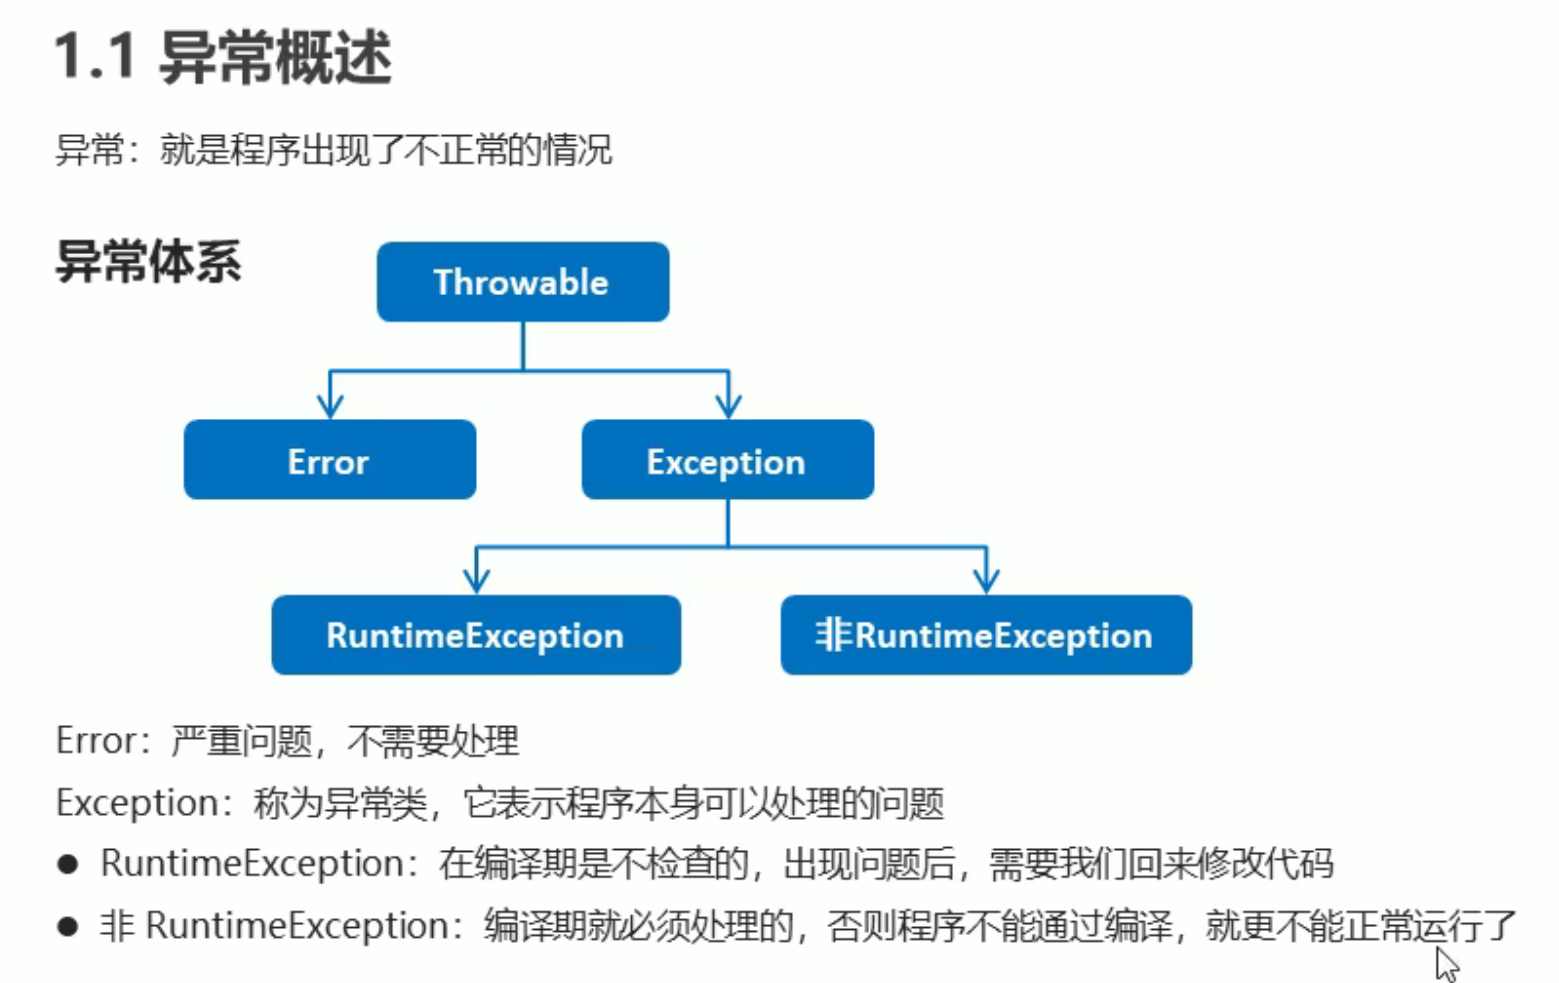 1.1 异常概述
异常：就是程序出现了不正常的情况
异常体系
Throwable
Error
Exception
RuntimeException
非RuntimeException
Error：严重问题，不需要处理
Exception：称为异常类，它表示程序本身可以处理的问题
● RuntimeException：在编译期是不检查的，出现问题后，需要我们回来修改代码
● 非 RuntimeException：编译期就必须处理的，否则程序不能通过编译，就更不能正常运行了